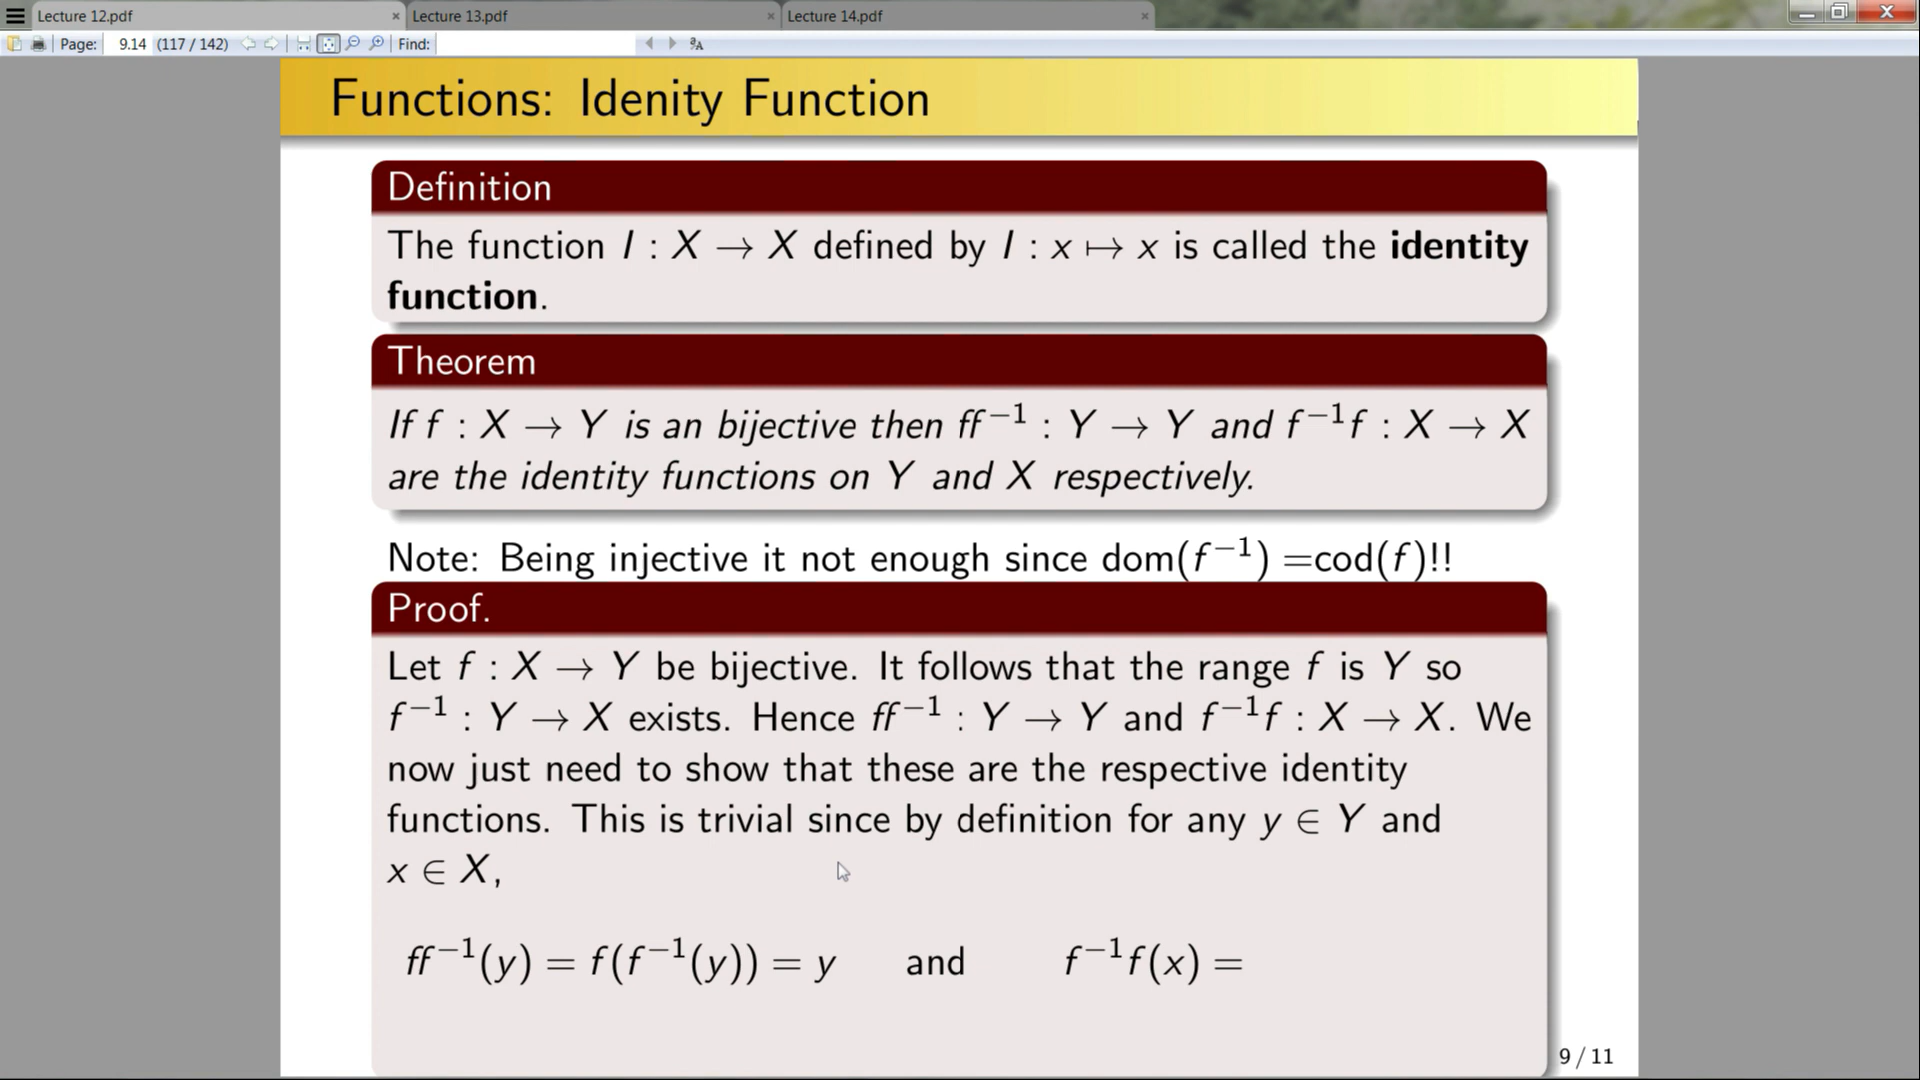 Lecture 12.pdf × Lecture 13.pdf × Lecture 14.pdf ×
Page: 9.14 (117 / 142) Find:
Functions: Idenity Function
Definition
The function I : X → X defined by I : x ↦ x is called the identity
function.
Theorem
If f : X → Y is an bijective then ff⁻¹ : Y → Y and f⁻¹f : X → X
are the identity functions on Y and X respectively.
Note: Being injective it not enough since dom(f⁻¹) =cod(f)!!
Proof.
Let f : X → Y be bijective. It follows that the range f is Y so
f⁻¹ : Y → X exists. Hence ff⁻¹ : Y → Y and f⁻¹f : X → X. We
now just need to show that these are the respective identity
functions. This is trivial since by definition for any y ∈ Y and
x ∈ X,
ff⁻¹(y) = f(f⁻¹(y)) = y and f⁻¹f(x) =
9 / 11